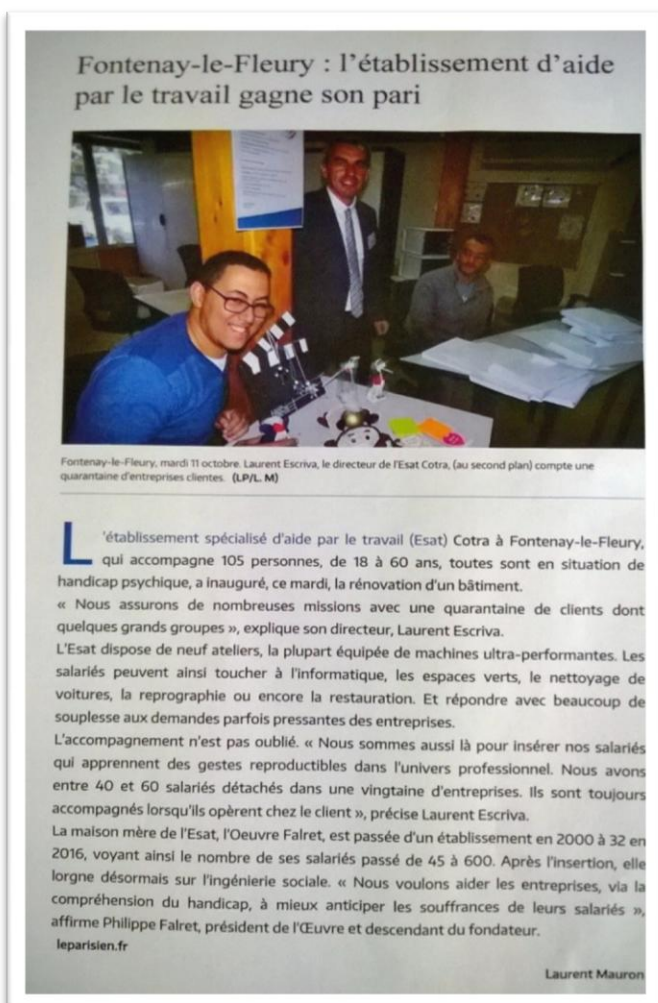 Fontenay-le-Fleury : l'établissement d'aide
par le travail gagne son pari
Fontenay-le-Fleury, mardi 11 octobre. Laurent Escriva, le directeur de l'Esat Cotra, (au second plan) compte une
quarantaine d'entreprises clientes. (LP/L. M)
L'établissement spécialisé d'aide par le travail (Esat) Cotra à Fontenay-le-Fleury,
qui accompagne 105 personnes, de 18 à 60 ans, toutes sont en situation de
handicap psychique, a inauguré, ce mardi, la rénovation d'un bâtiment.
« Nous assurons de nombreuses missions avec une quarantaine de clients dont
quelques grands groupes », explique son directeur, Laurent Escriva.
L'Esat dispose de neuf ateliers, la plupart équipée de machines ultra-performantes. Les
salariés peuvent ainsi toucher à l'informatique, les espaces verts, le nettoyage de
voitures, la reprographie ou encore la restauration. Et répondre avec beaucoup de
souplesse aux demandes parfois pressantes des entreprises.
L'accompagnement n'est pas oublié. « Nous sommes aussi là pour insérer nos salariés
qui apprennent des gestes reproductibles dans l'univers professionnel. Nous avons
entre 40 et 60 salariés détachés dans une vingtaine d'entreprises. Ils sont toujours
accompagnés lorsqu'ils opèrent chez le client », précise Laurent Escriva.
La maison mère de l'Esat, l'Oeuvre Falret, est passée d'un établissement en 2000 à 32 en
2016, voyant ainsi le nombre de ses salariés passé de 45 à 600. Après l'insertion, elle
lorgne désormais sur l'ingénierie sociale. « Nous voulons aider les entreprises, via la
compréhension du handicap, à mieux anticiper les souffrances de leurs salariés »,
affirme Philippe Falret, président de l'Œuvre et descendant du fondateur.
leparisien.fr
Laurent Mauron